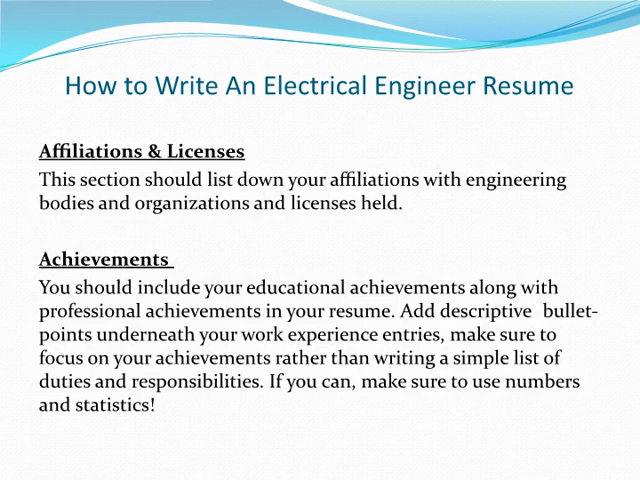 How to Write An Electrical Engineer Resume
Affiliations & Licenses
This section should list down your affiliations with engineering
bodies and organizations and licenses held.
Achievements
You should include your educational achievements along with
professional achievements in your resume. Add descriptive  bullet-
points underneath your work experience entries, make sure to
focus on your achievements rather than writing a simple list of
duties and responsibilities. If you can, make sure to use numbers
and statistics!